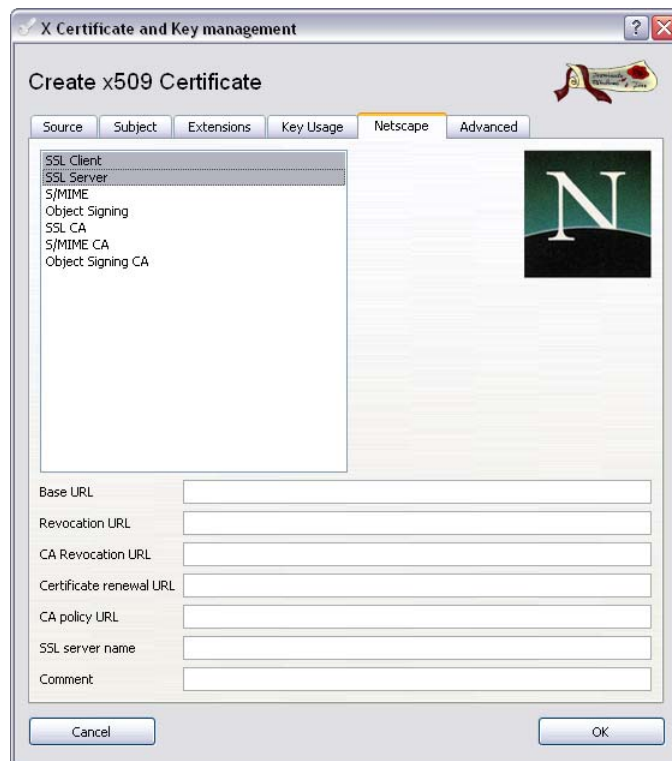 X Certificate and Key management
Create x509 Certificate
Source Subject Extensions Key Usage Netscape Advanced
SSL Client
SSL Server
S/MIME
Object Signing
SSL CA
S/MIME CA
Object Signing CA
N
Base URL
Revocation URL
CA Revocation URL
Certificate renewal URL
CA policy URL
SSL server name
Comment
Cancel OK